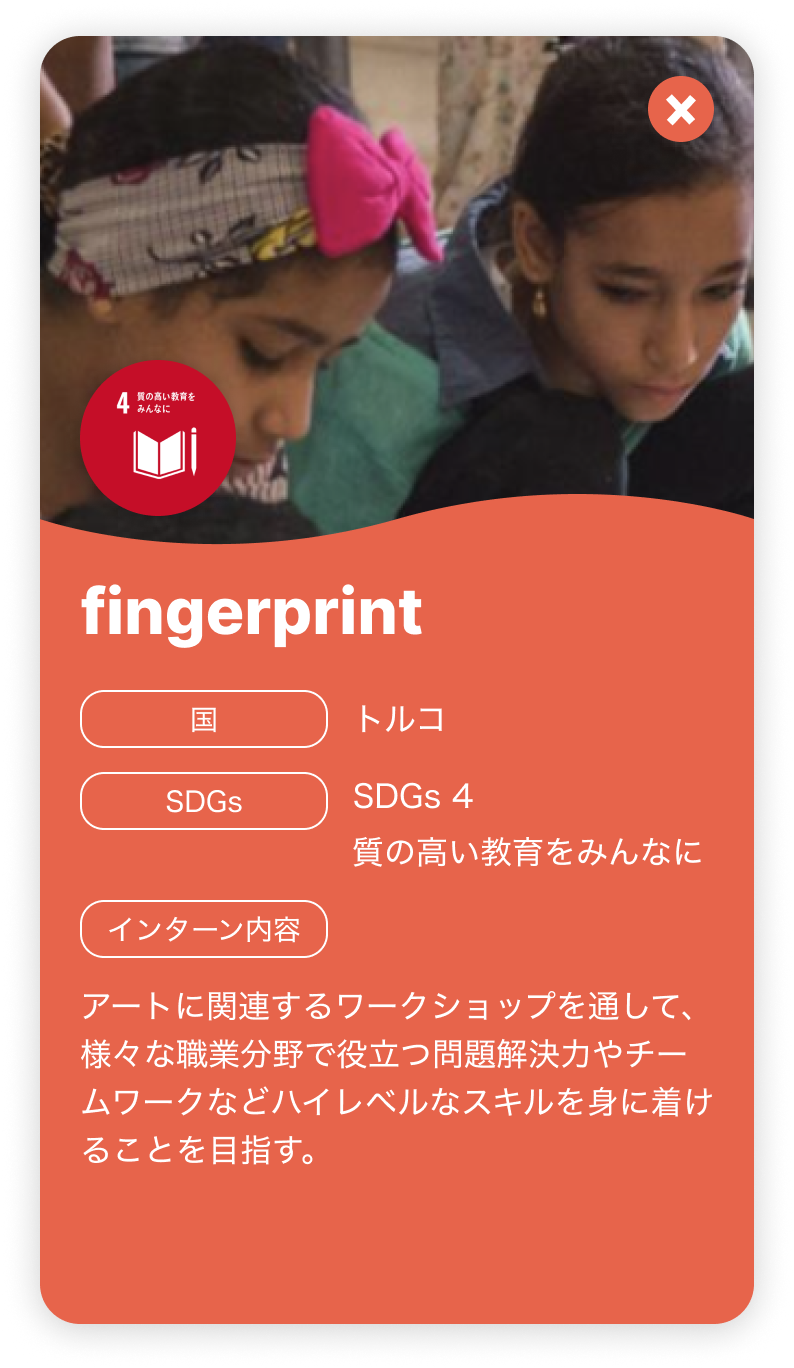 4 質の高い教育を
みんなに
fingerprint
国 トルコ
SDGs SDGs 4
質の高い教育をみんなに
インターン内容
アートに関連するワークショップを通して、
様々な職業分野で役立つ問題解決力やチー
ムワークなどハイレベルなスキルを身に着け
ることを目指す。